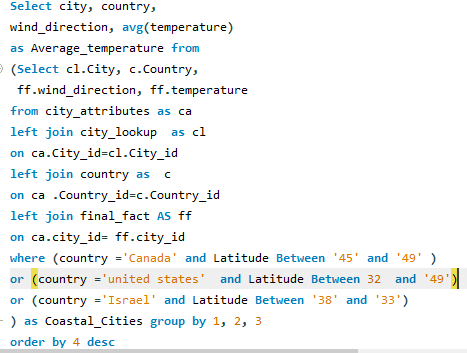 Select city, country,
wind_direction, avg(temperature)
as Average_temperature from
(Select cl.City, c.Country,
ff.wind_direction, ff.temperature
from city_attributes as ca
left join city_lookup  as cl
on ca.City_id=cl.City_id
left join country as  c
on ca .Country_id=c.Country_id
left join final_fact AS ff
on ca.city_id= ff.city_id
where (country ='Canada' and Latitude Between '45' and '49' )
or (country ='united states'  and Latitude Between 32  and '49')
or (country ='Israel' and Latitude Between '38' and '33')
) as Coastal_Cities group by 1, 2, 3
order by 4 desc